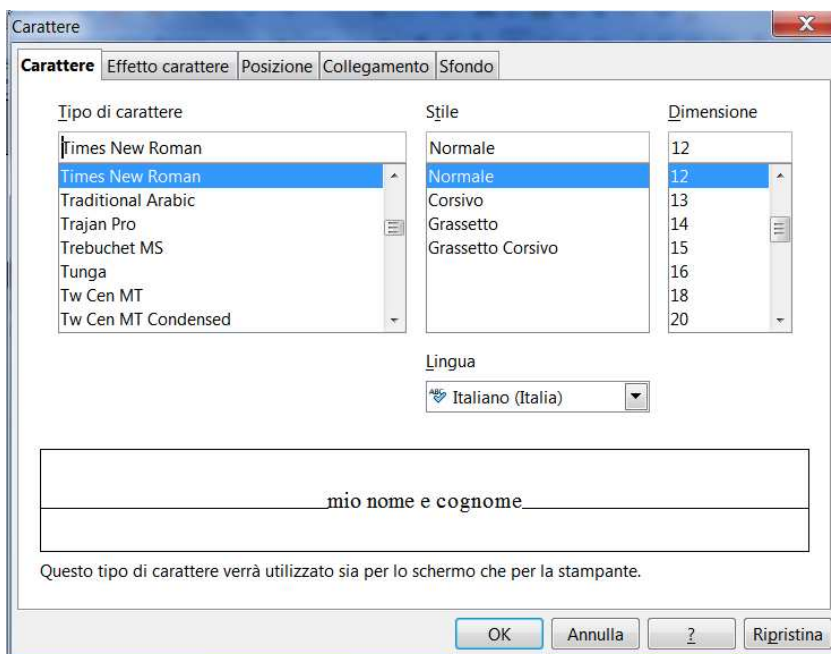 Carattere
Carattere Effetto carattere Posizione Collegamento Sfondo
Tipo di carattere Stile Dimensione
Times New Roman Normale 12
Times New Roman Normale 12
Traditional Arabic Corsivo 13
Trajan Pro Grassetto 14
Trebuchet MS Grassetto Corsivo 15
Tunga 16
Tw Cen MT 18
Tw Cen MT Condensed 20
Lingua
ABC Italiano (Italia)
mio nome e cognome
Questo tipo di carattere verrà utilizzato sia per lo schermo che per la stampante.
OK Annulla ? Ripristina